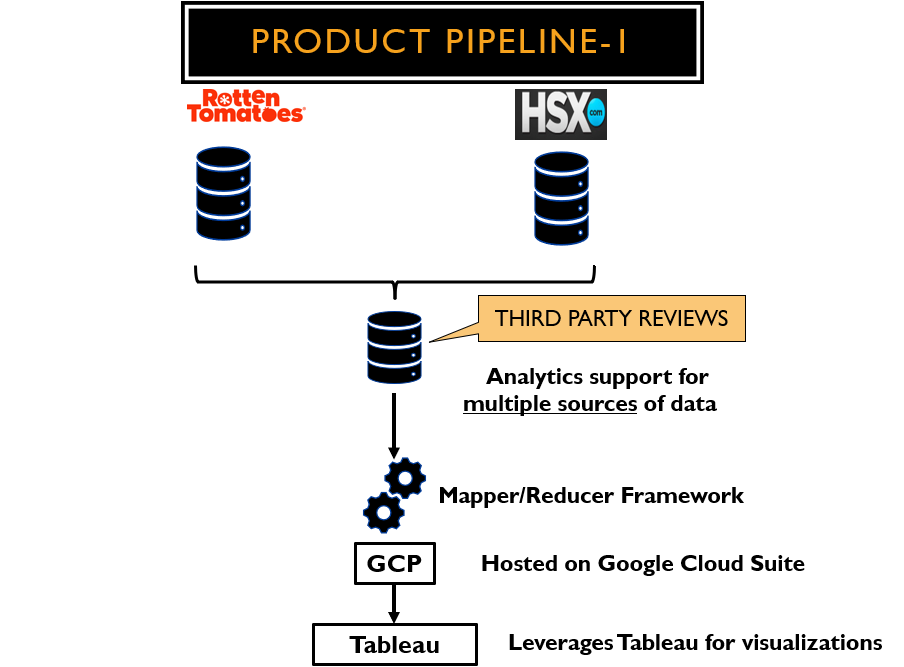 PRODUCT PIPELINE-1
Rotten
Tomatoes®
HSX.com
THIRD PARTY REVIEWS
Analytics support for
multiple sources of data
Mapper/Reducer Framework
GCP
Hosted on Google Cloud Suite
Tableau
Leverages Tableau for visualizations